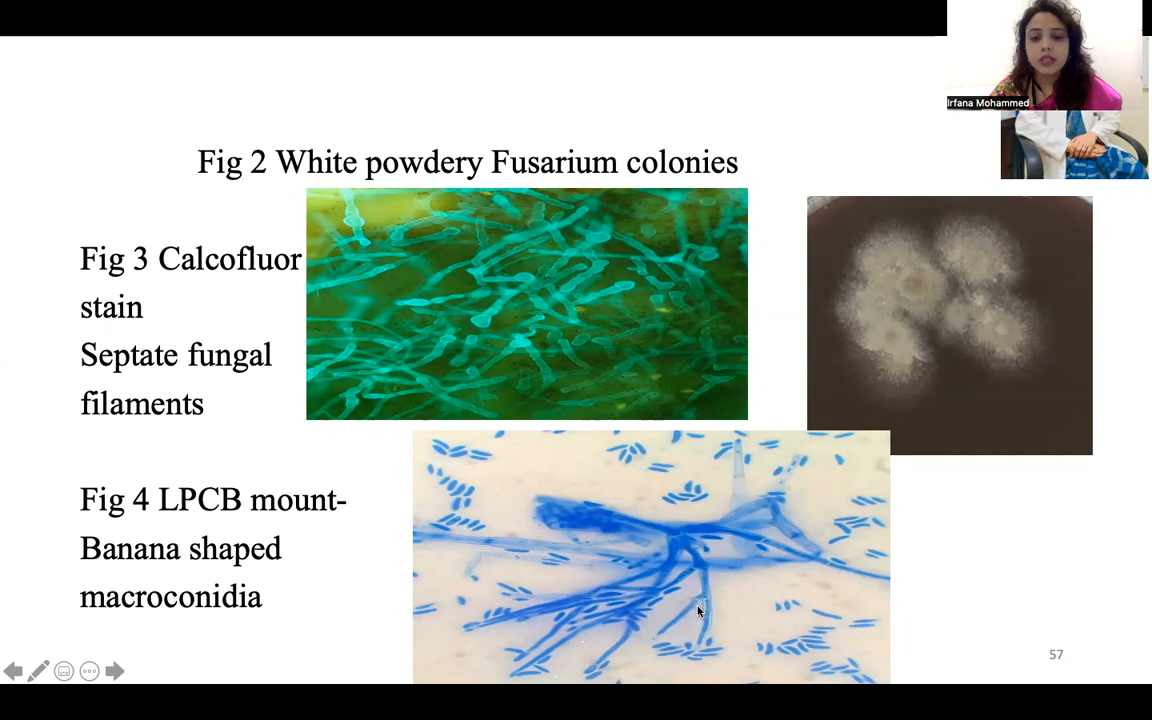 Irfana Mohammed
Fig 2 White powdery Fusarium colonies
Fig 3 Calcofluor
stain
Septate fungal
filaments
Fig 4 LPCB mount-
Banana shaped
macroconidia
57